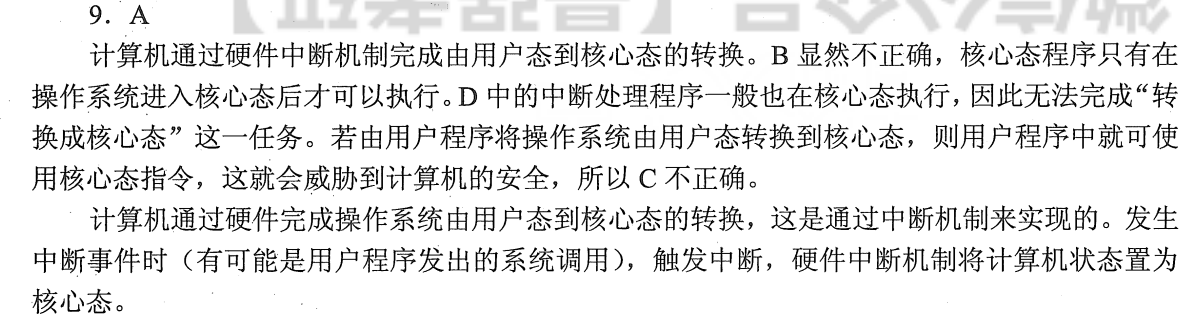 9．A
计算机通过硬件中断机制完成由用户态到核心态的转换。B 显然不正确，核心态程序只有在
操作系统进入核心态后才可以执行。D 中的中断处理程序一般也在核心态执行，因此无法完成“转
换成核心态”这一任务。若由用户程序将操作系统由用户态转换到核心态，则用户程序中就可使
用核心态指令，这就会威胁到计算机的安全，所以 C 不正确。
计算机通过硬件完成操作系统由用户态到核心态的转换，这是通过中断机制来实现的。发生
中断事件时（有可能是用户程序发出的系统调用），触发中断，硬件中断机制将计算机状态置为
核心态。